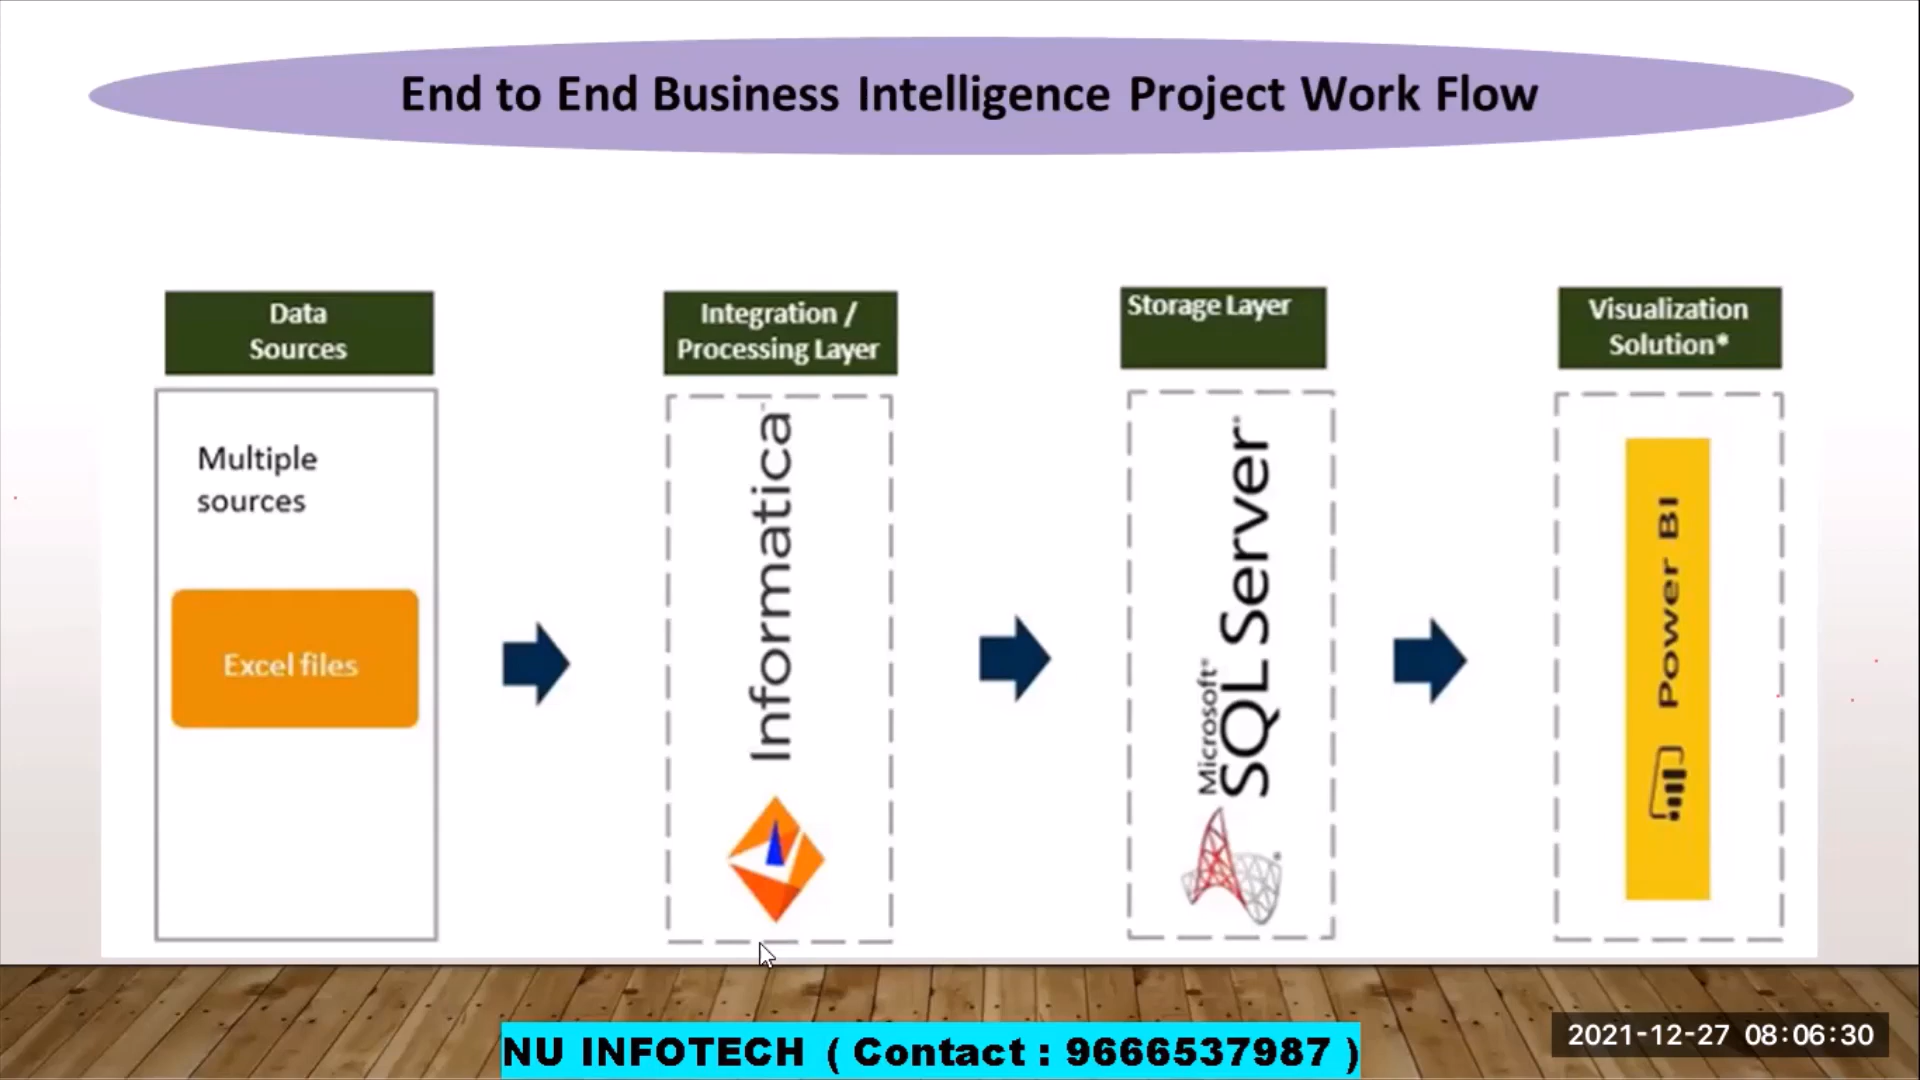 End to End Business Intelligence Project Work Flow
Data
Sources
Integration /
Processing Layer
Storage Layer
Visualization
Solution*
Multiple
sources
Excel files
Informatica
Microsoft®
SQL Server®
Power BI
NU INFOTECH ( Contact : 9666537987 )
2021-12-27 08:06:30